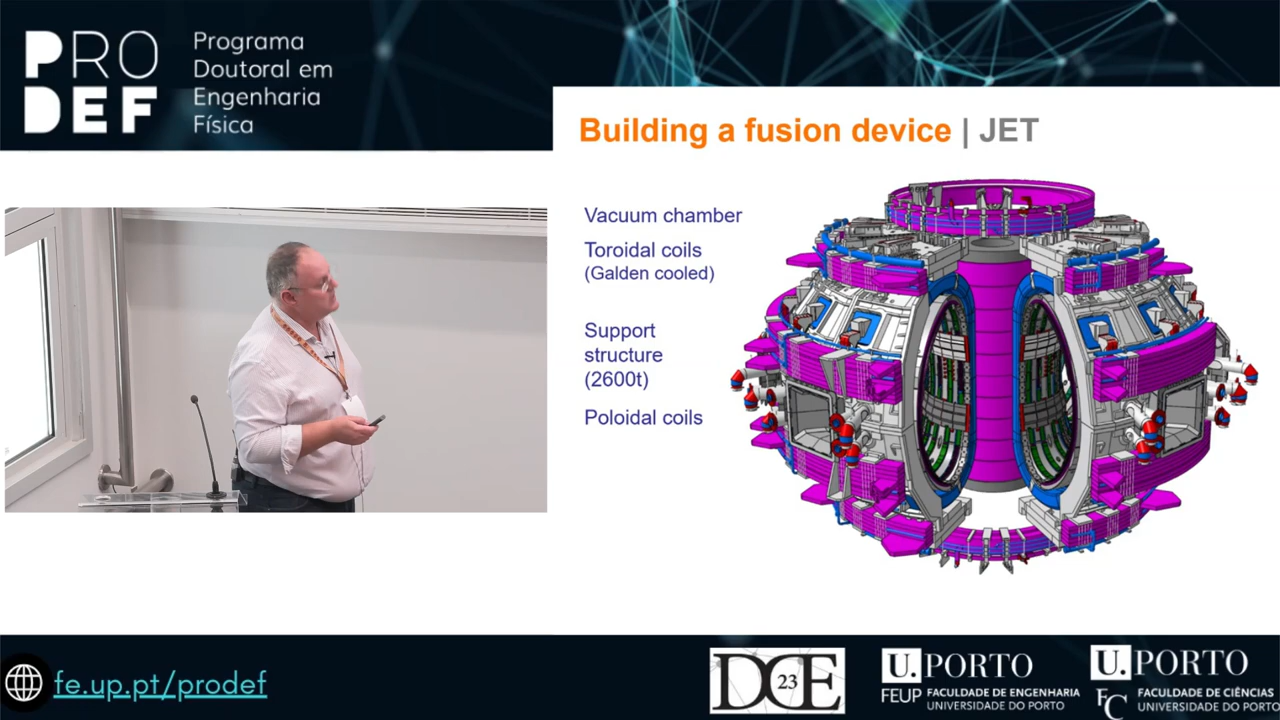 PRO
DEF
Programa
Doutoral em
Engenharia
Física
Building a fusion device | JET
Vacuum chamber
Toroidal coils
(Galden cooled)
Support
structure
(2600t)
Poloidal coils
fe.up.pt/prodef
DCE
23
U.PORTO
FEUP FACULDADE DE ENGENHARIA
UNIVERSIDADE DO PORTO
U.PORTO
FC FACULDADE DE CIÊNCIAS
UNIVERSIDADE DO PORTO